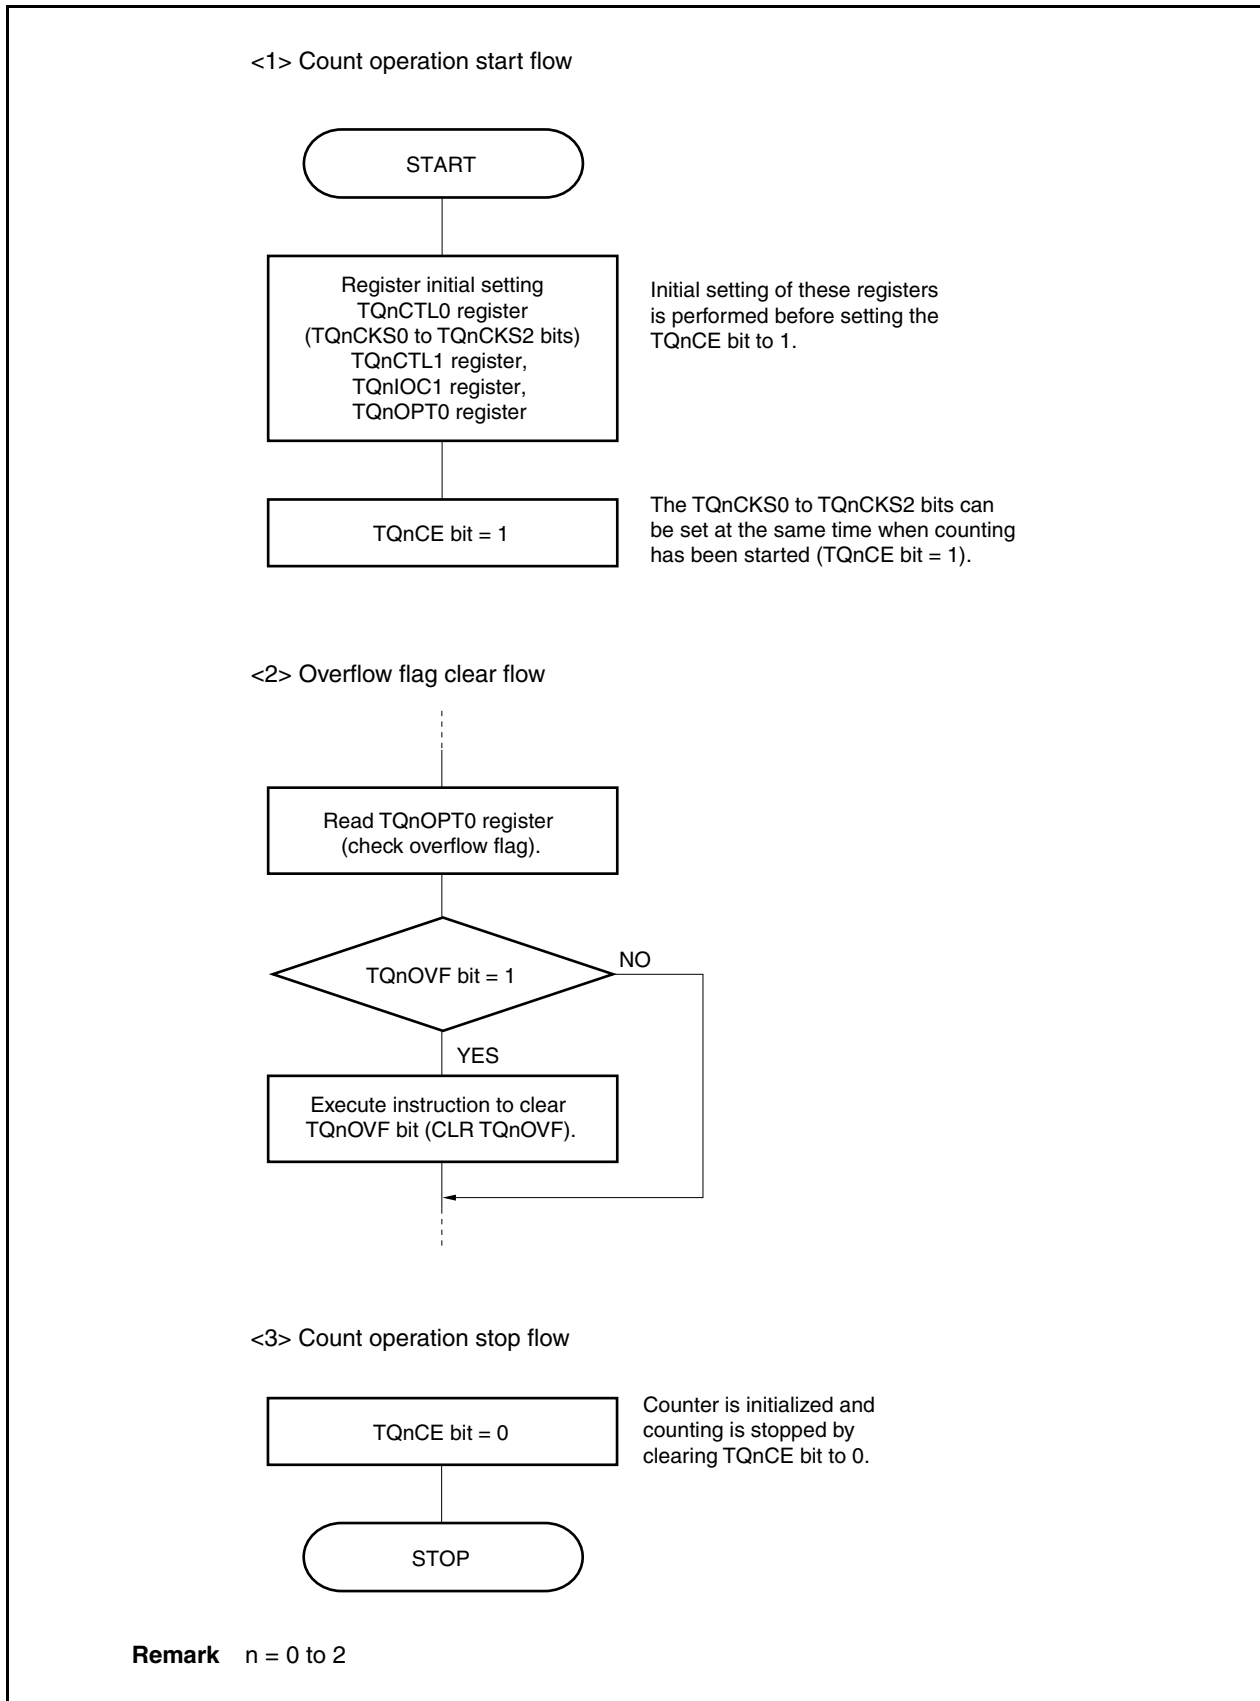 <1> Count operation start flow
START
Register initial setting
TQnCTL0 register
(TQnCKS0 to TQnCKS2 bits)
TQnCTL1 register,
TQnIOC1 register,
TQnOPT0 register
Initial setting of these registers
is performed before setting the
TQnCE bit to 1.
TQnCE bit = 1
The TQnCKS0 to TQnCKS2 bits can
be set at the same time when counting
has been started (TQnCE bit = 1).
<2> Overflow flag clear flow
Read TQnOPT0 register
(check overflow flag).
TQnOVF bit = 1
NO
YES
Execute instruction to clear
TQnOVF bit (CLR TQnOVF).
<3> Count operation stop flow
TQnCE bit = 0
Counter is initialized and
counting is stopped by
clearing TQnCE bit to 0.
STOP
Remark n = 0 to 2